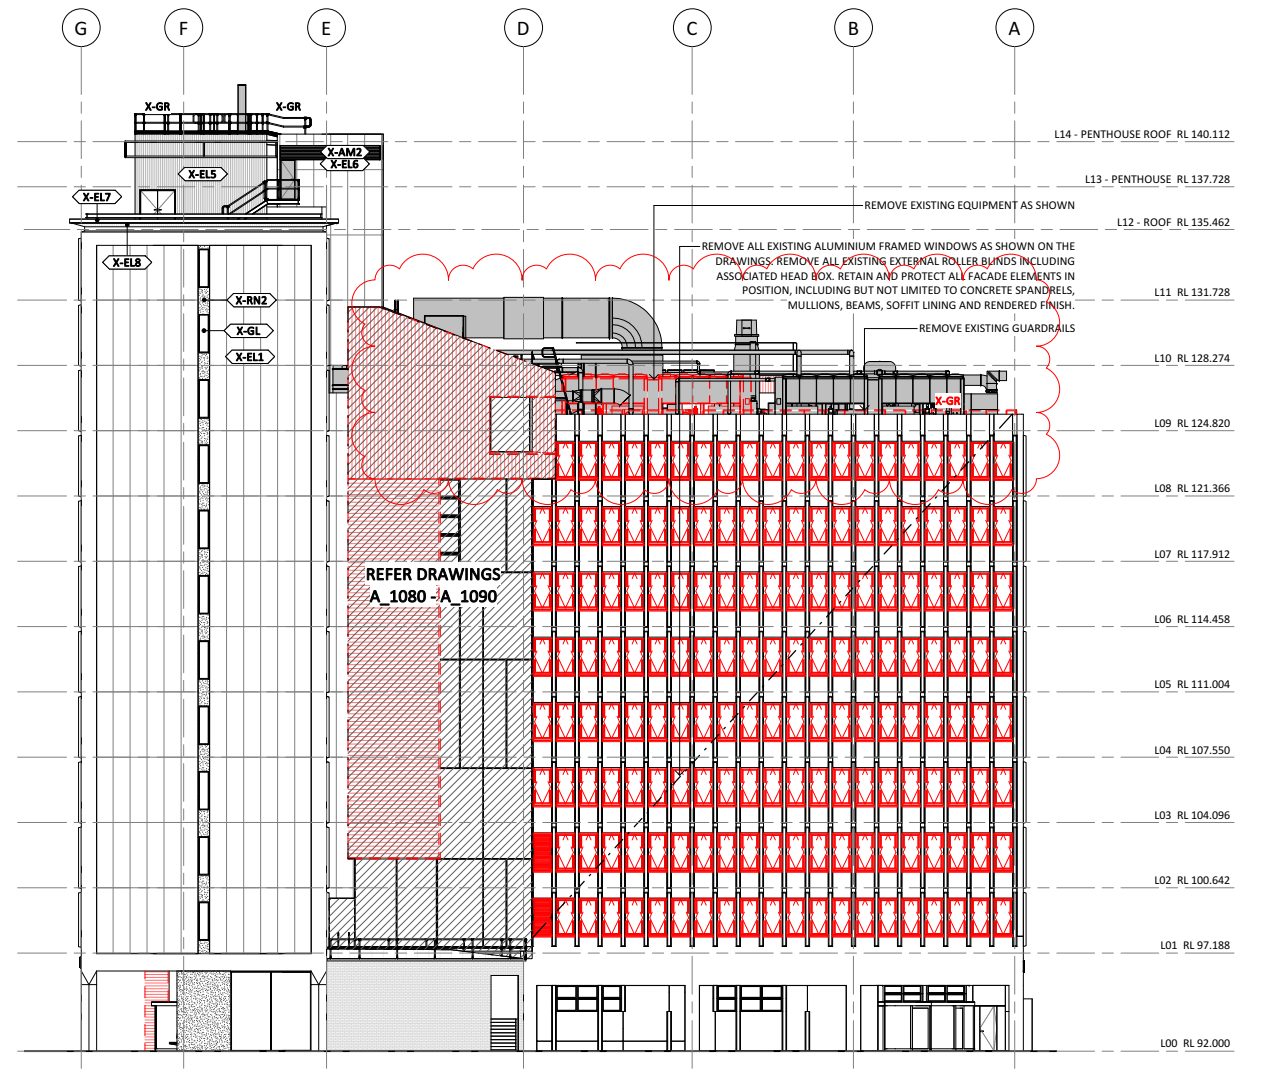 G F E D C B A
X-GR X-GR
L14 - PENTHOUSE ROOF RL 140.112
X-AM2
X-EL6
X-EL5
L13 - PENTHOUSE RL 137.728
X-EL7
REMOVE EXISTING EQUIPMENT AS SHOWN
L12 - ROOF RL 135.462
REMOVE ALL EXISTING ALUMINIUM FRAMED WINDOWS AS SHOWN ON THE
DRAWINGS. REMOVE ALL EXISTING EXTERNAL ROLLER BLINDS INCLUDING
ASSOCIATED HEAD BOX. RETAIN AND PROTECT ALL FACADE ELEMENTS IN
POSITION, INCLUDING BUT NOT LIMITED TO CONCRETE SPANDRELS,
MULLIONS, BEAMS, SOFFIT LINING AND RENDERED FINISH.
X-EL8
L11 RL 131.728
X-RN2
X-GL
REMOVE EXISTING GUARDRAILS
X-EL1
L10 RL 128.274
X-GR
L09 RL 124.820
L08 RL 121.366
L07 RL 117.912
REFER DRAWINGS
A_1080 - A_1090
L06 RL 114.458
L05 RL 111.004
L04 RL 107.550
L03 RL 104.096
L02 RL 100.642
L01 RL 97.188
L00 RL 92.000